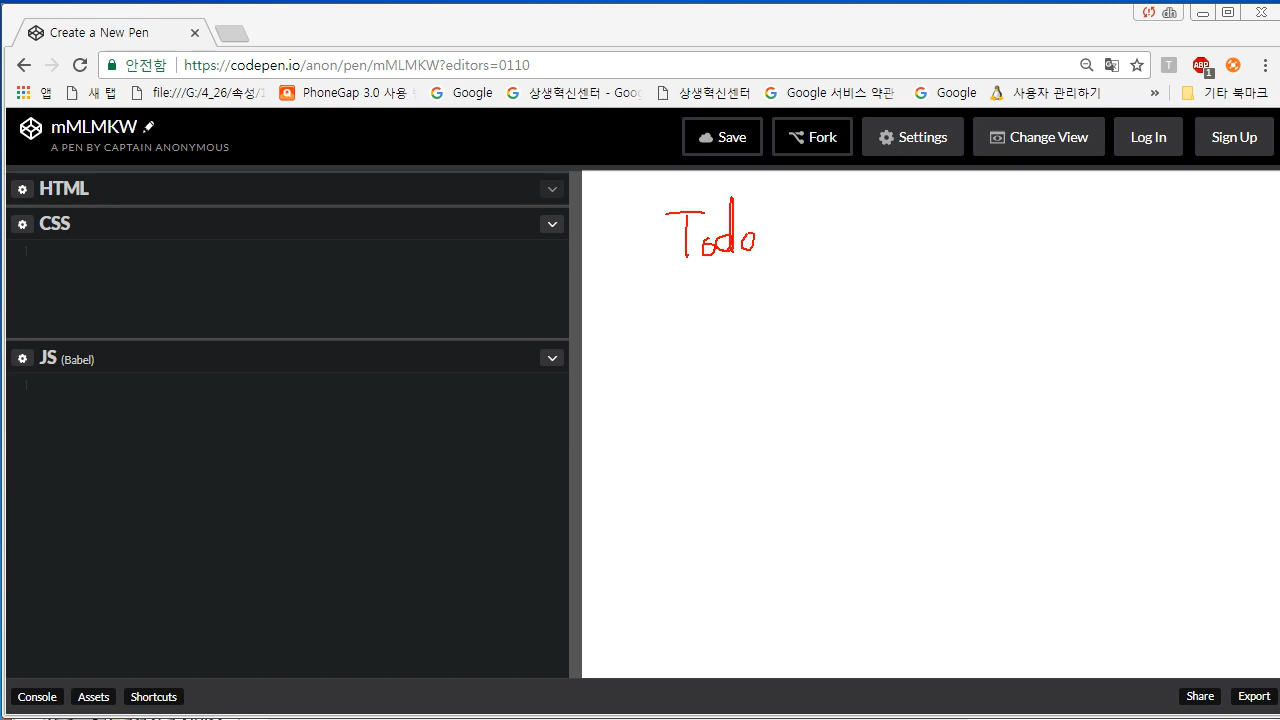 dh
Create a New Pen
안전함 https://codepen.io/anon/pen/mMLMKW?editors=0110 T ABP 1
앱 새 탭 file:///G:/4_26/속성/ PhoneGap 3.0 사용 Google 상생혁신센터 - Goo 상생혁신센터 Google 서비스 약관 Google 사용자 관리하기 » 기타 북마크
mMLMKW
A PEN BY CAPTAIN ANONYMOUS
Save Fork Settings Change View Log In Sign Up
HTML
CSS
1
JS (Babel)
1
Todo
Console Assets Shortcuts Share Export